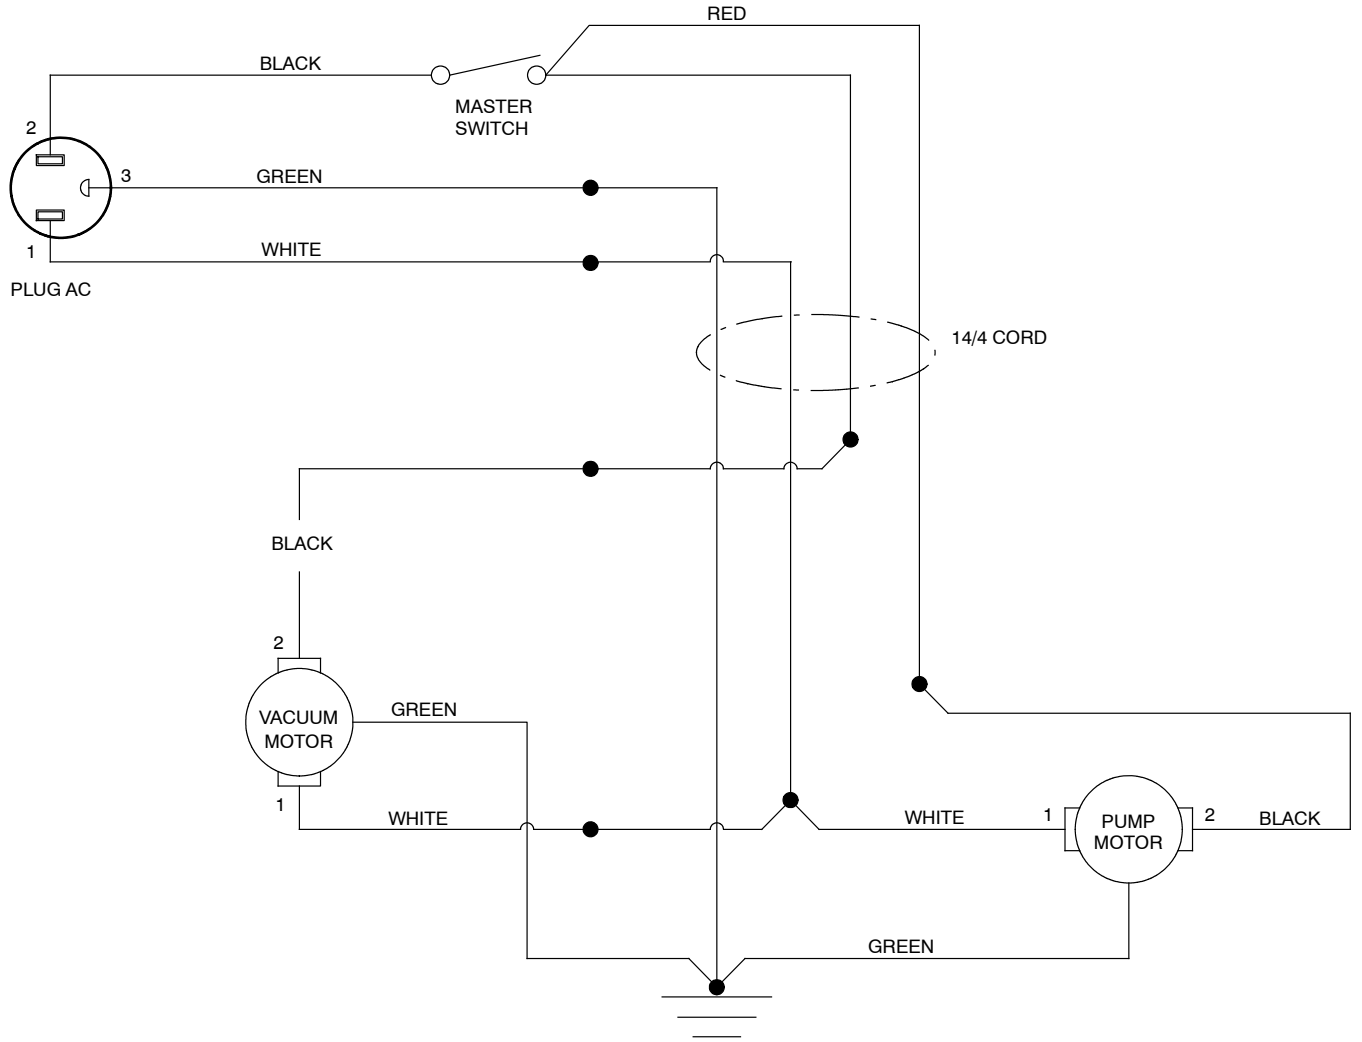 RED
BLACK
MASTER
SWITCH
2
3
GREEN
1
WHITE
PLUG AC
14/4 CORD
BLACK
2
VACUUM
MOTOR
GREEN
1
WHITE
WHITE
1
PUMP
MOTOR
2
BLACK
GREEN